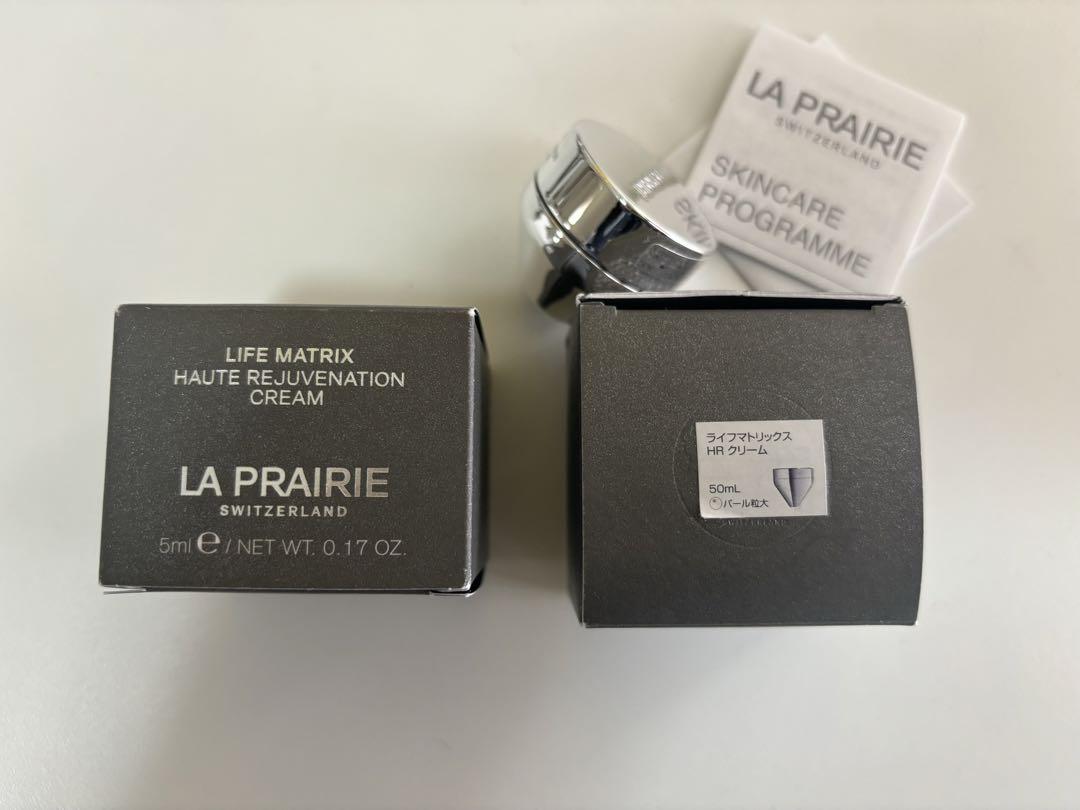 LIFE MATRIX
HAUTE REJUVENATION
CREAM
LA PRAIRIE
SWITZERLAND
5ml ℮ / NET WT. 0.17 OZ.
LA PRAIRIE
SWITZERLAND
SKINCARE
PROGRAMME
ライフマトリックス
HR クリーム
50mL
パール粒大
SWITZERLAND